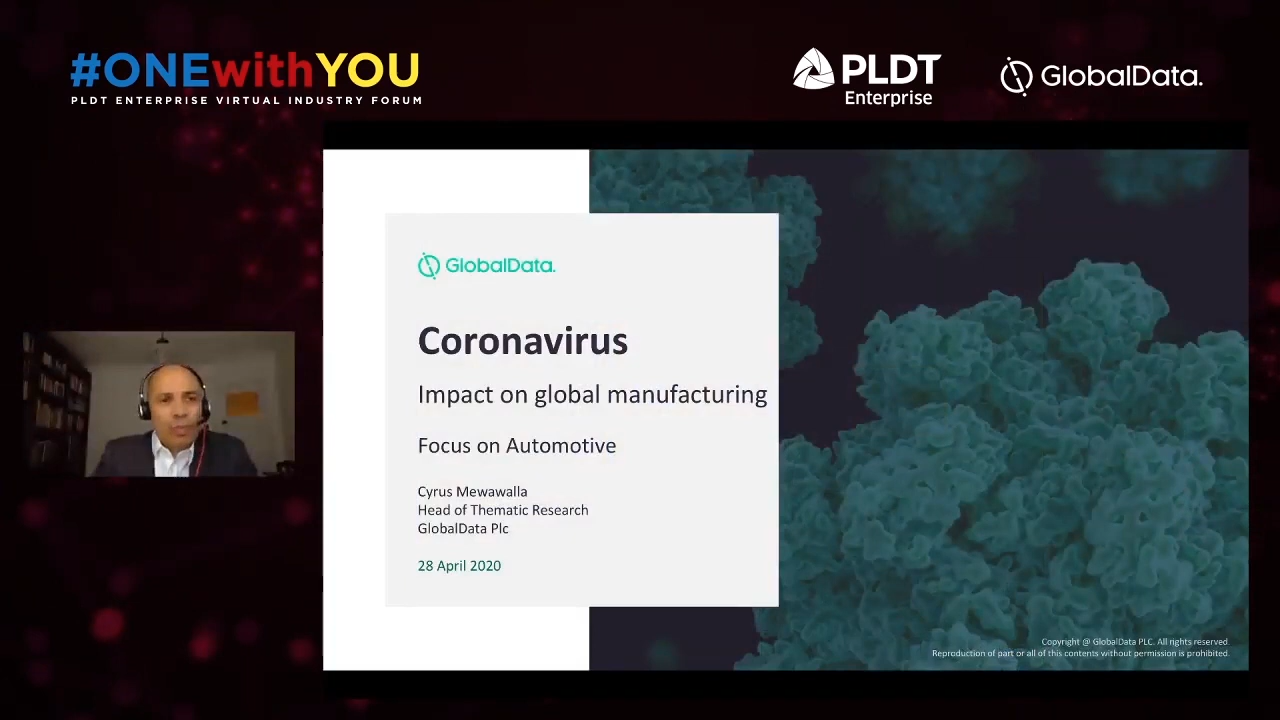 #ONEwithYOU
PLDT ENTERPRISE VIRTUAL INDUSTRY FORUM
PLDT
Enterprise
GlobalData.
GlobalData.
Coronavirus
Impact on global manufacturing
Focus on Automotive
Cyrus Mewawalla
Head of Thematic Research
GlobalData Plc
28 April 2020
Copyright @ GlobalData PLC. All rights reserved.
Reproduction of part or all of this contents without permission is prohibited.